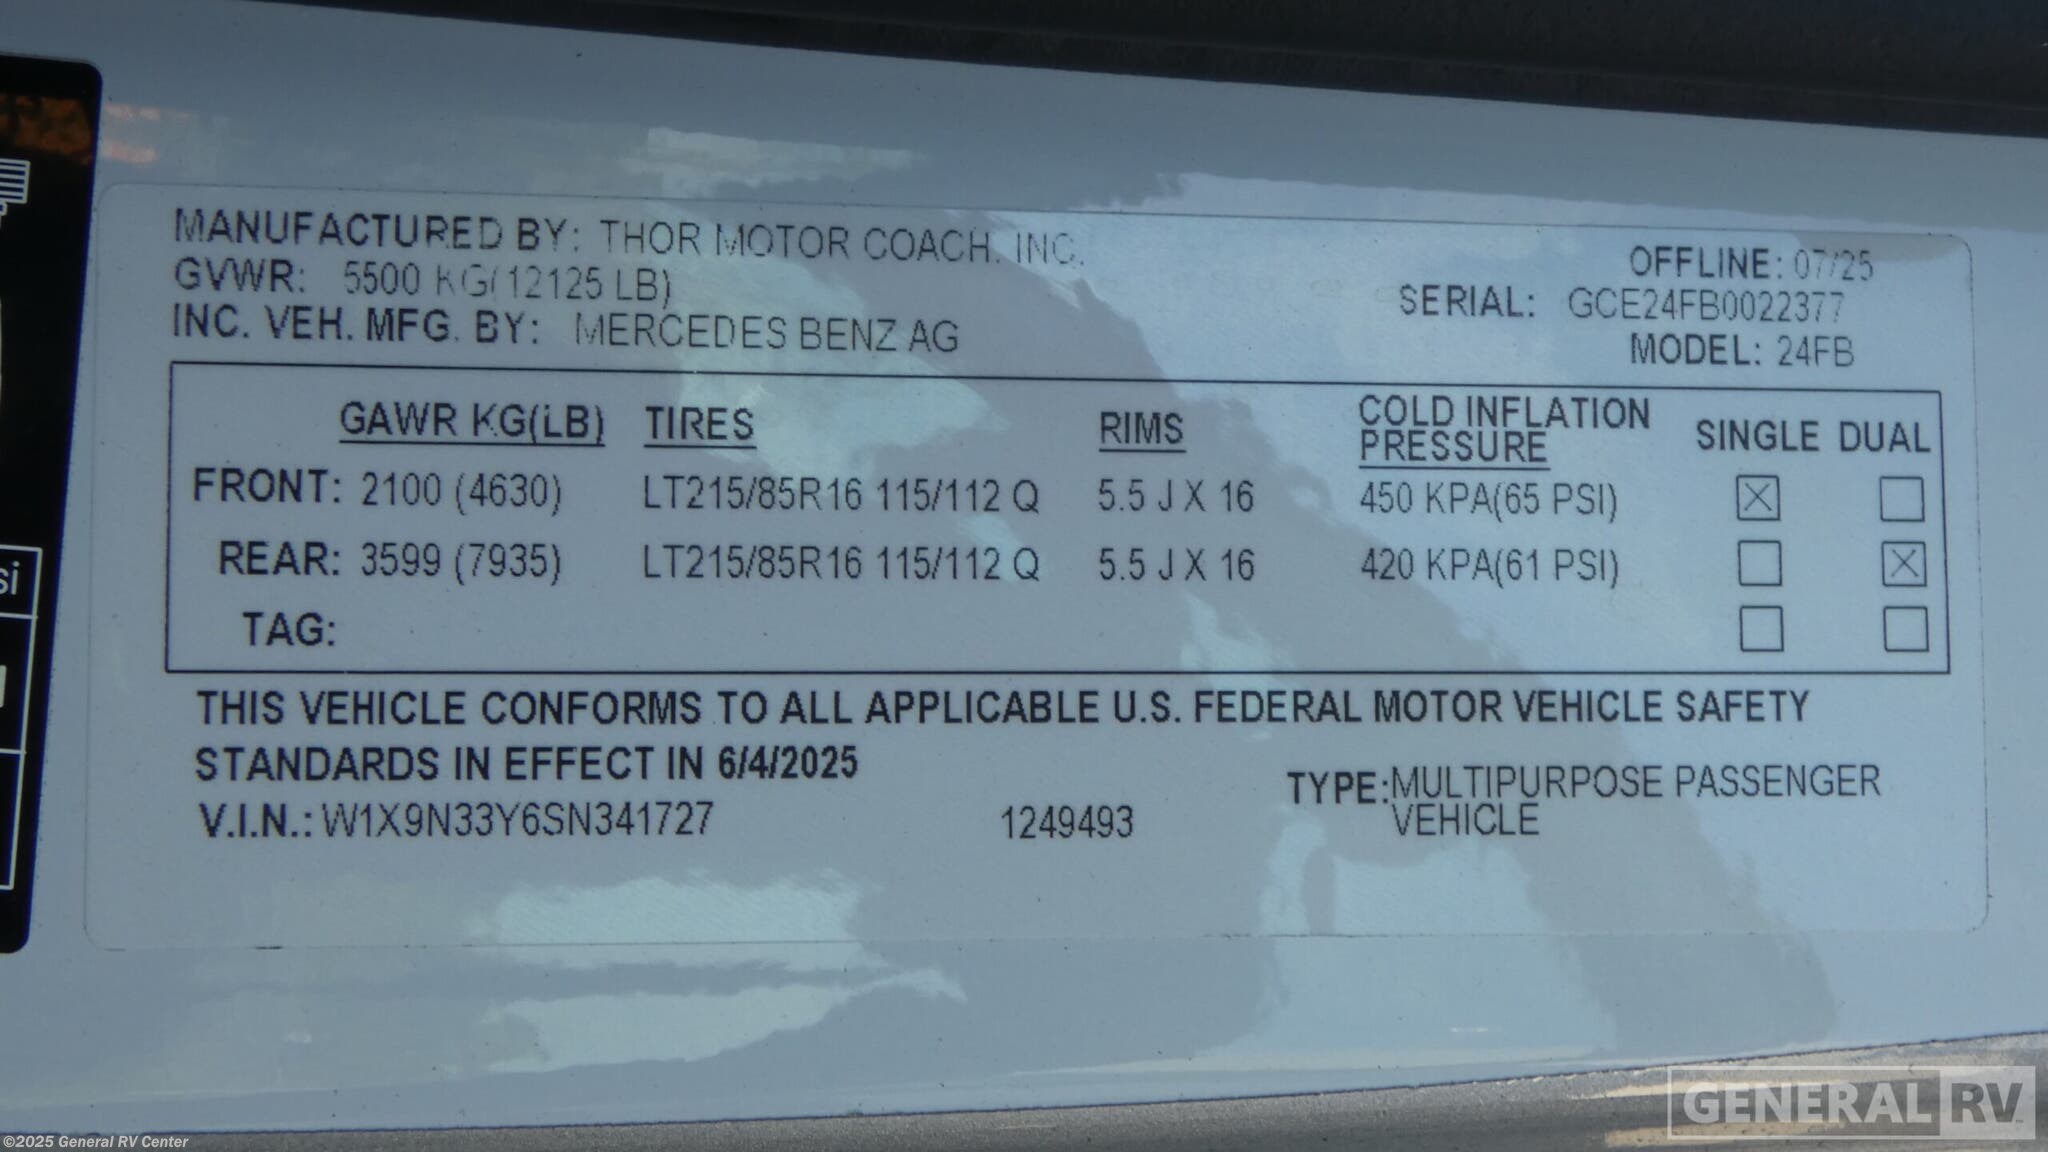 MANUFACTURED BY: THOR MOTOR COACH. INC.
OFFLINE: 07/25
GVWR: 5500 KG(12125 LB)
SERIAL: GCE24FB0022377
INC. VEH. MFG. BY: MERCEDES BENZ AG
MODEL: 24FB
GAWR KG(LB) TIRES RIMS COLD INFLATION PRESSURE SINGLE DUAL
FRONT: 2100 (4630) LT215/85R16 115/112 Q 5.5 J X 16 450 KPA(65 PSI)
REAR: 3599 (7935) LT215/85R16 115/112 Q 5.5 J X 16 420 KPA(61 PSI)
TAG:
THIS VEHICLE CONFORMS TO ALL APPLICABLE U.S. FEDERAL MOTOR VEHICLE SAFETY
STANDARDS IN EFFECT IN 6/4/2025
V.I.N.: W1X9N33Y6SN341727 1249493
TYPE: MULTIPURPOSE PASSENGER
VEHICLE
si
GENERAL RV
©2025 General RV Center